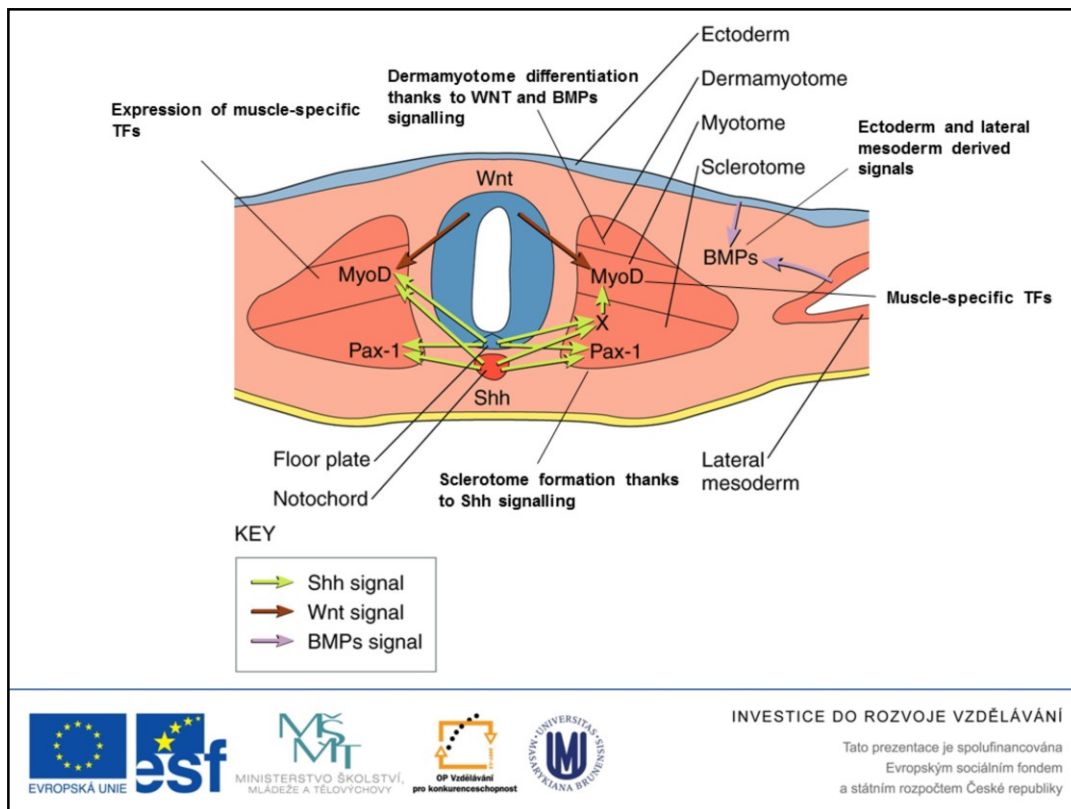 Ectoderm
Dermamyotome differentiation
thanks to WNT and BMPs
signalling
Dermamyotome
Expression of muscle-specific
TFs
Myotome
Ectoderm and lateral
mesoderm derived
signals
Sclerotome
Wnt
BMPs
MyoD
MyoD
Muscle-specific TFs
X
Pax-1
Pax-1
Shh
Floor plate
Notochord
Sclerotome formation thanks
to Shh signalling
Lateral
mesoderm
KEY
Shh signal
Wnt signal
BMPs signal
EVROPSKÁ UNIE
esf
MŠMT
MINISTERSTVO ŠKOLSTVÍ,
MLÁDEŽE A TĚLOVÝCHOVY
OP Vzdělávání
pro konkurenceschopnost
UNIVERSITAS
MASARYKIANA BRUNENSIS
INVESTICE DO ROZVOJE VZDĚLÁVÁNÍ
Tato prezentace je spolufinancována
Evropským sociálním fondem
a státním rozpočtem České republiky